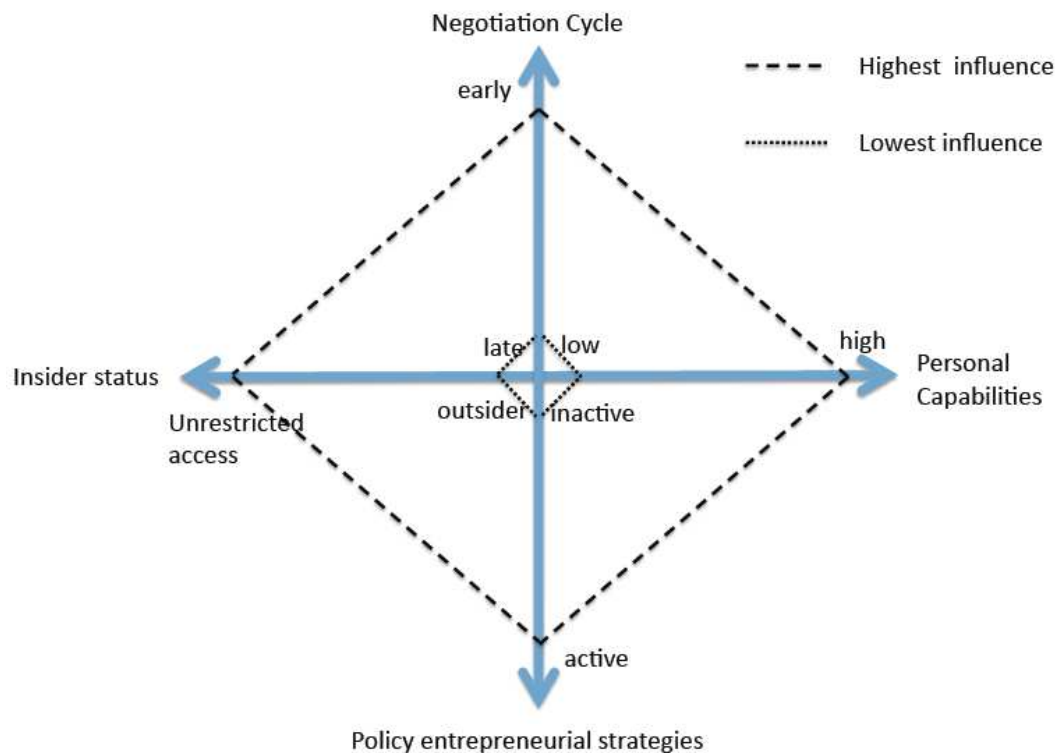 Negotiation Cycle
Highest influence
early
Lowest influence
late
low
high
Insider status
Personal
Capabilities
Unrestricted
access
outsider
inactive
active
Policy entrepreneurial strategies